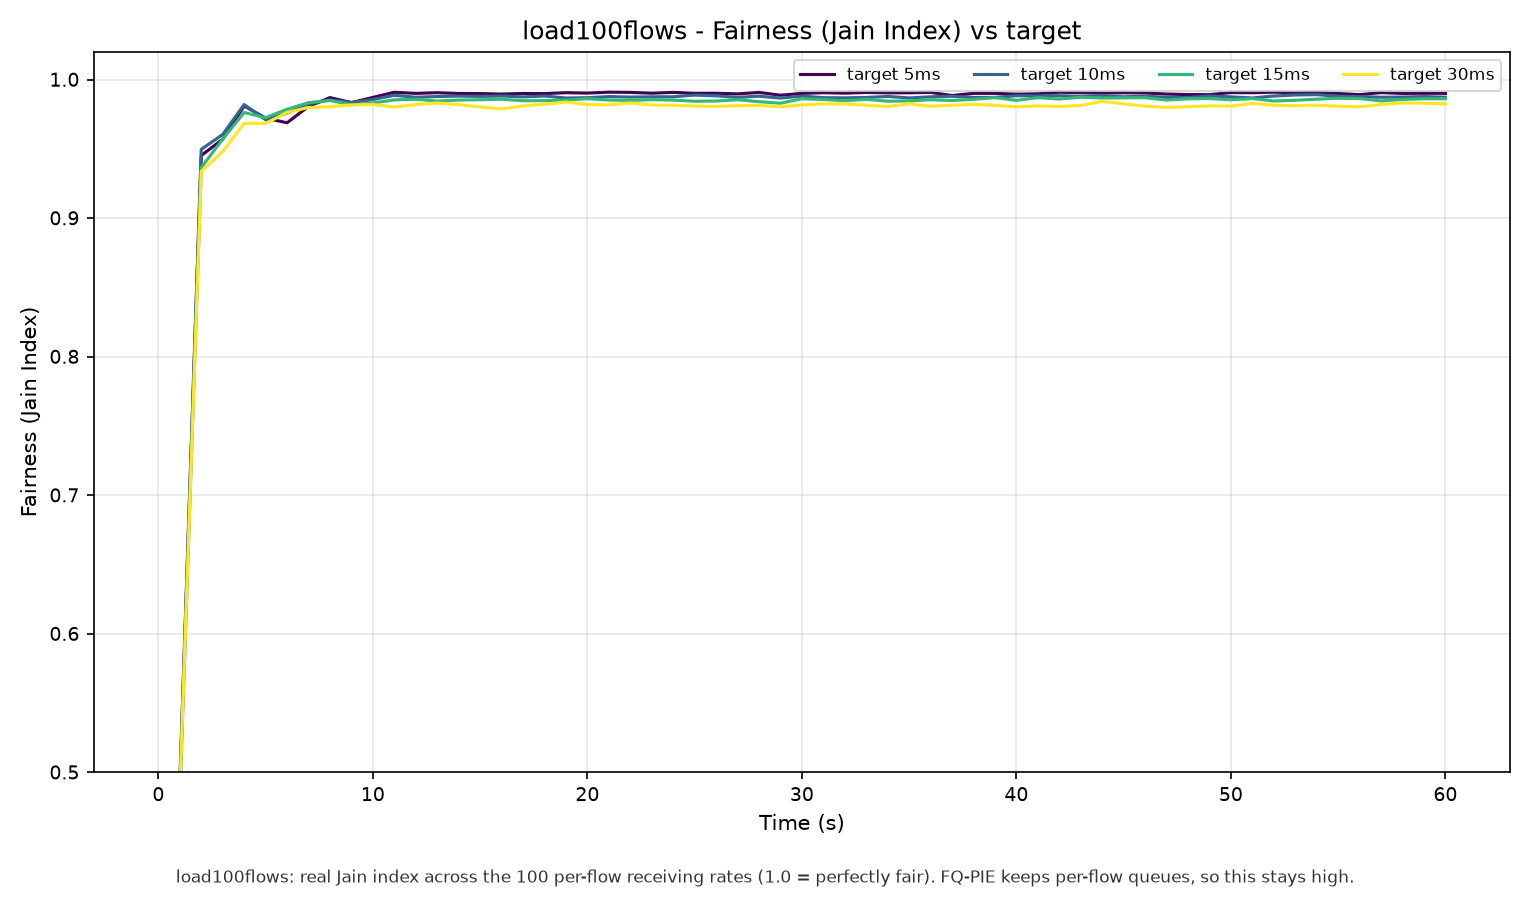 load100flows - Fairness (Jain Index) vs target
target 5ms
target 10ms
target 15ms
target 30ms
Fairness (Jain Index)
1.0
0.9
0.8
0.7
0.6
0.5
0
10
20
30
40
50
60
Time (s)
load100flows: real Jain index across the 100 per-flow receiving rates (1.0 = perfectly fair). FQ-PIE keeps per-flow queues, so this stays high.